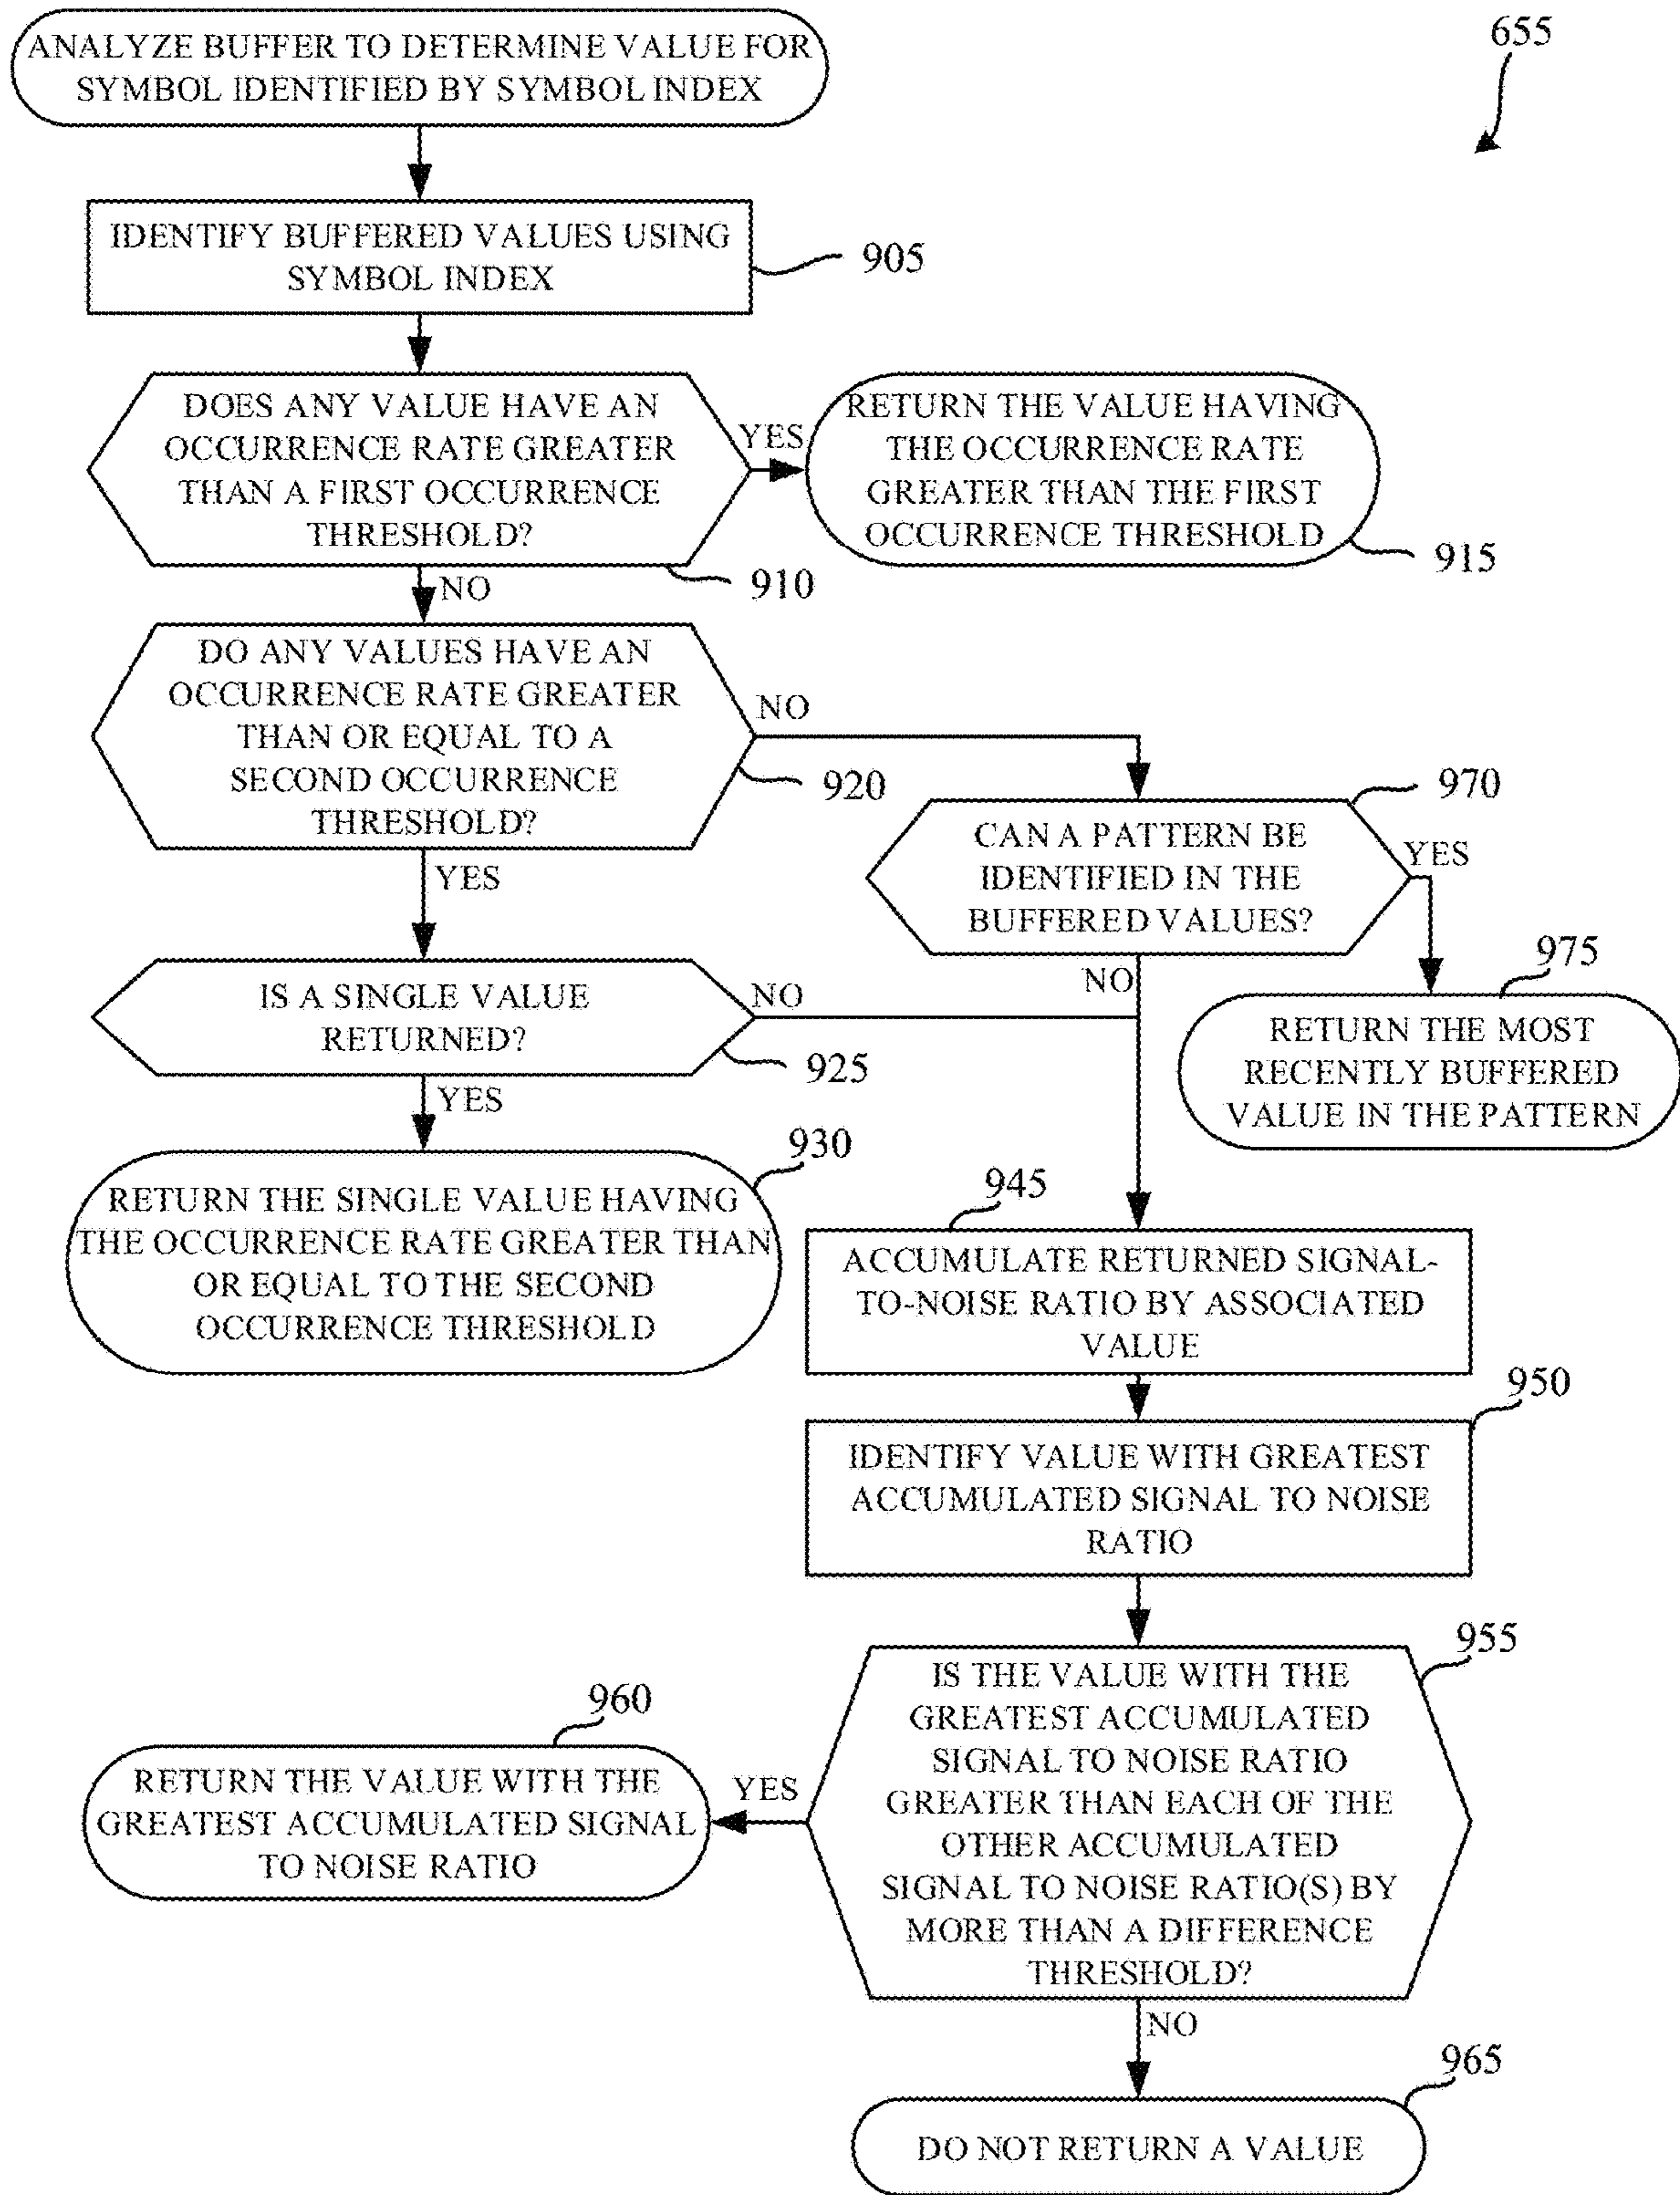 655
ANALYZE BUFFER TO DETERMINE VALUE FOR
SYMBOL IDENTIFIED BY SYMBOL INDEX
IDENTIFY BUFFERED VALUES USING
SYMBOL INDEX
905
DOES ANY VALUE HAVE AN
OCCURRENCE RATE GREATER
THAN A FIRST OCCURRENCE
THRESHOLD?
910
YES
RETURN THE VALUE HAVING
THE OCCURRENCE RATE
GREATER THAN THE FIRST
OCCURRENCE THRESHOLD
915
NO
DO ANY VALUES HAVE AN
OCCURRENCE RATE GREATER
THAN OR EQUAL TO A
SECOND OCCURRENCE
THRESHOLD?
920
NO
970
CAN A PATTERN BE
IDENTIFIED IN THE
BUFFERED VALUES?
YES
975
RETURN THE MOST
RECENTLY BUFFERED
VALUE IN THE PATTERN
NO
YES
IS A SINGLE VALUE
RETURNED?
925
NO
YES
930
RETURN THE SINGLE VALUE HAVING
THE OCCURRENCE RATE GREATER THAN
OR EQUAL TO THE SECOND
OCCURRENCE THRESHOLD
945
ACCUMULATE RETURNED SIGNAL-
TO-NOISE RATIO BY ASSOCIATED
VALUE
950
IDENTIFY VALUE WITH GREATEST
ACCUMULATED SIGNAL TO NOISE
RATIO
955
IS THE VALUE WITH THE
GREATEST ACCUMULATED
SIGNAL TO NOISE RATIO
GREATER THAN EACH OF THE
OTHER ACCUMULATED
SIGNAL TO NOISE RATIO(S) BY
MORE THAN A DIFFERENCE
THRESHOLD?
YES
960
RETURN THE VALUE WITH THE
GREATEST ACCUMULATED SIGNAL
TO NOISE RATIO
NO
965
DO NOT RETURN A VALUE